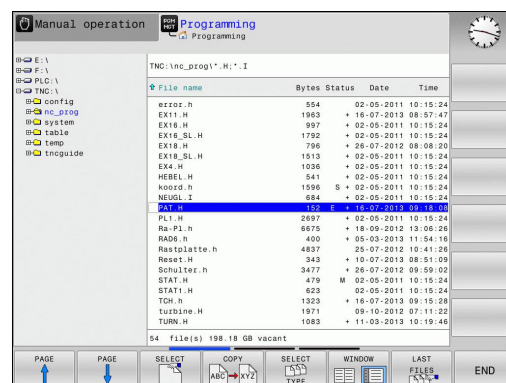 Manual operation
PGM
MGT
Programming
Programming
E:\
F:\
PLC:\
TNC:\
config
nc_prog
system
table
temp
tncguide
TNC:\nc_prog\*.H;*.I
File name Bytes Status Date Time
error.h 554 02-05-2011 10:15:24
EX11.H 1963 + 16-07-2013 08:57:47
EX16.H 997 + 02-05-2011 10:15:24
EX16_SL.H 1792 + 02-05-2011 10:15:24
EX18.H 796 + 26-07-2012 08:08:20
EX18_SL.H 1513 + 02-05-2011 10:15:24
EX4.H 1036 + 02-05-2011 10:15:24
HEBEL.H 541 + 02-05-2011 10:15:24
koord.h 1596 S + 02-05-2011 10:15:24
NEUGL.I 684 + 02-05-2011 10:15:24
PAT.H 152 E + 16-07-2013 09:18:08
PL1.H 2697 + 02-05-2011 10:15:24
Ra-Pl.h 6675 + 18-09-2012 13:06:26
RAD6.h 400 + 05-03-2013 11:54:16
Rastplatte.h 4837 25-07-2012 10:41:26
Reset.H 343 + 10-07-2013 08:51:09
Schulter.h 3477 + 26-07-2012 09:59:02
STAT.H 479 M 02-05-2011 10:15:24
STAT1.H 623 02-05-2011 10:15:24
TCH.h 1323 + 16-07-2013 09:15:28
turbine.H 1971 09-10-2012 07:11:22
TURN.H 1083 + 11-03-2013 10:19:46
54 file(s) 198.18 GB vacant
PAGE
PAGE
SELECT
COPY
ABC
XYZ
SELECT
TYPE
WINDOW
LAST
FILES
END